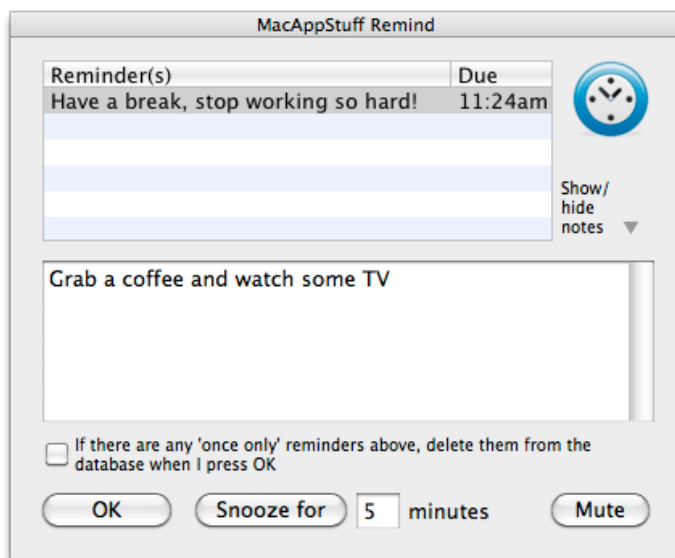 MacAppStuff Remind
Reminder(s) Due
Have a break, stop working so hard! 11:24am
Show/
hide
notes
Grab a coffee and watch some TV
If there are any 'once only' reminders above, delete them from the
database when I press OK
OK Snooze for 5 minutes Mute